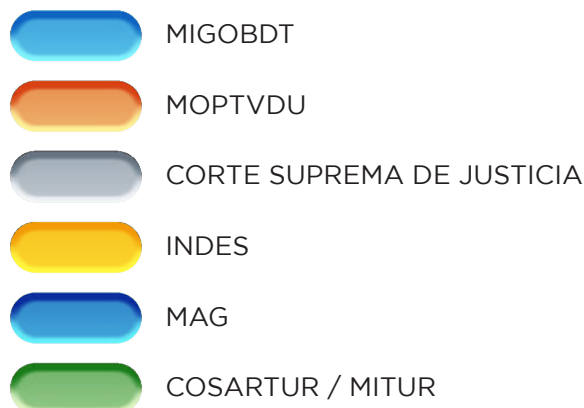 MIGOBDT
MOPTVDU
CORTE SUPREMA DE JUSTICIA
INDES
MAG
COSARTUR / MITUR